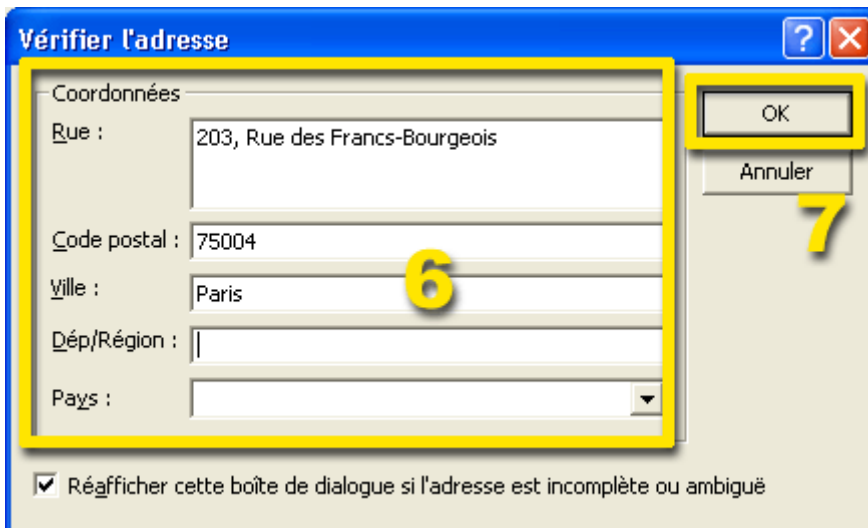 Vérifier l'adresse
Coordonnées
Rue :
203, Rue des Francs-Bourgeois
Code postal :
75004
Ville :
Paris
Dép/Région :
Pays :
6
OK
Annuler
7
Réafficher cette boîte de dialogue si l'adresse est incomplète ou ambiguë